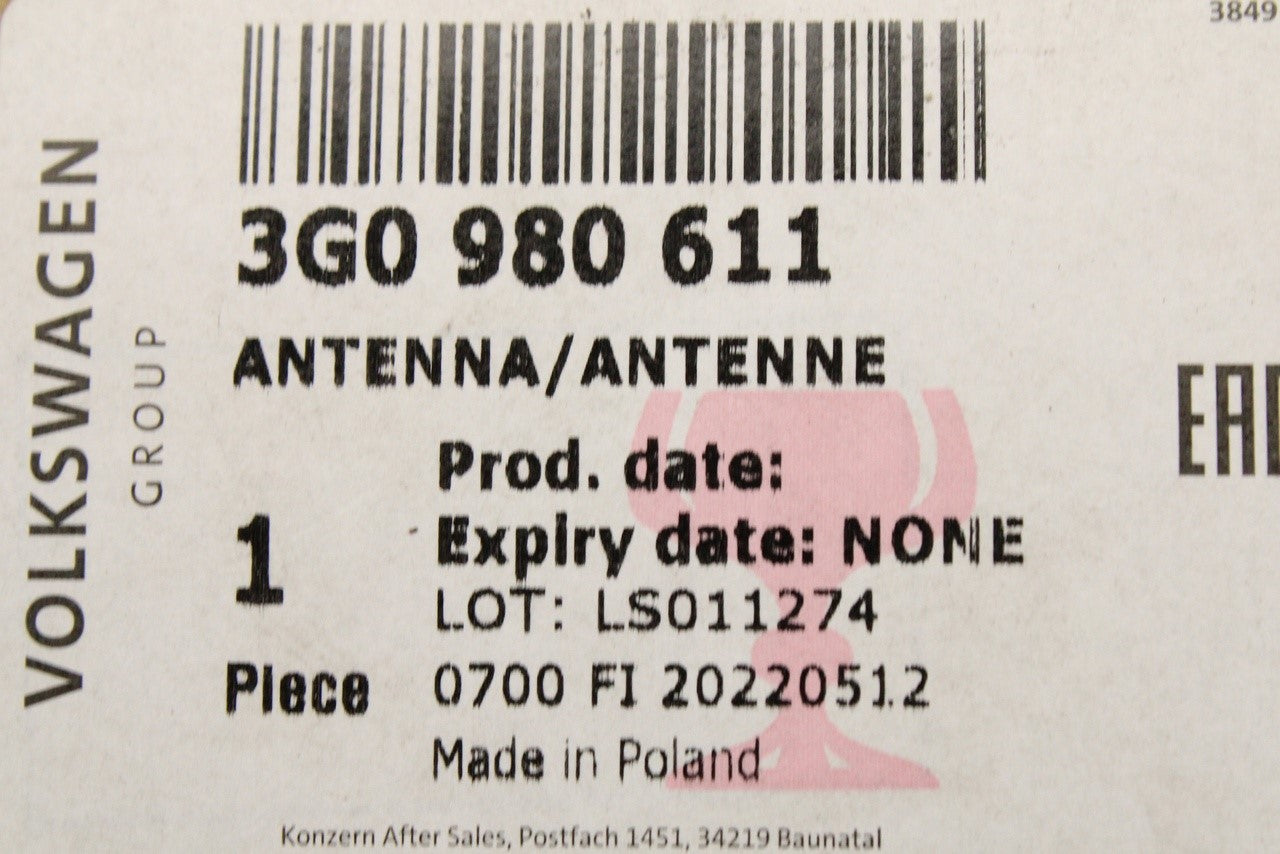 3849
3G0 980 611
ANTENNA/ANTENNE
Prod. date:
Expiry date: NONE
LOT: LS011274
0700 FI 20220512
Made in Poland
1
Piece
VOLKSWAGEN
GROUP
EAC
Konzern After Sales, Postfach 1451, 34219 Baunatal